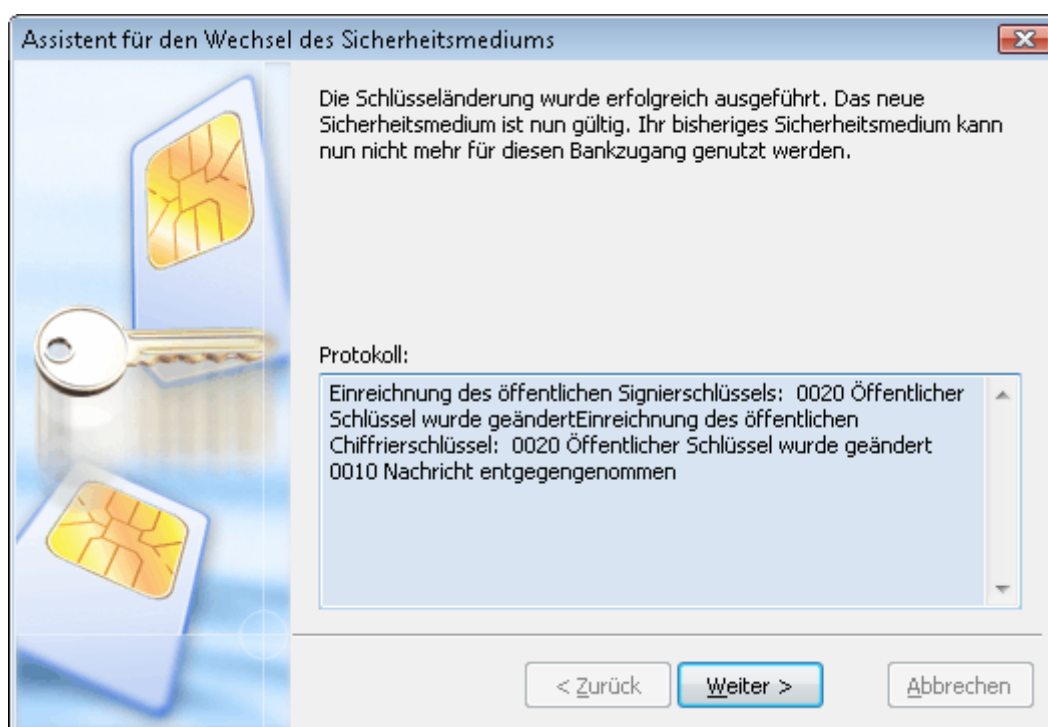 Assistent für den Wechsel des Sicherheitsmediums
Die Schlüsseländerung wurde erfolgreich ausgeführt. Das neue
Sicherheitsmedium ist nun gültig. Ihr bisheriges Sicherheitsmedium kann
nun nicht mehr für diesen Bankzugang genutzt werden.
Protokoll:
Einreichnung des öffentlichen Signierschlüssels:  0020 Öffentlicher
Schlüssel wurde geändertEinreichnung des öffentlichen
Chiffrierschlüssel:  0020 Öffentlicher Schlüssel wurde geändert
0010 Nachricht entgegengenommen
< Zurück
Weiter >
Abbrechen